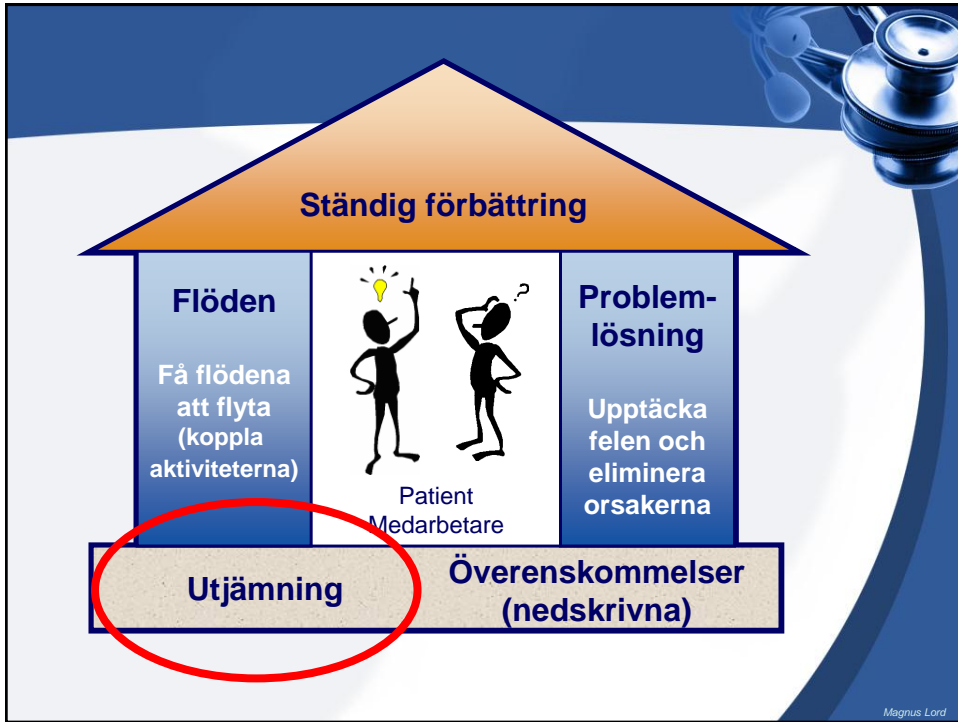 Ständig förbättring
Flöden
Få flödena
att flyta
(koppla
aktiviteterna)
?
Patient
Medarbetare
Problem-
lösning
Upptäcka
felen och
eliminera
orsakerna
Utjämning
Överenskommelser
(nedskrivna)
Magnus Lord